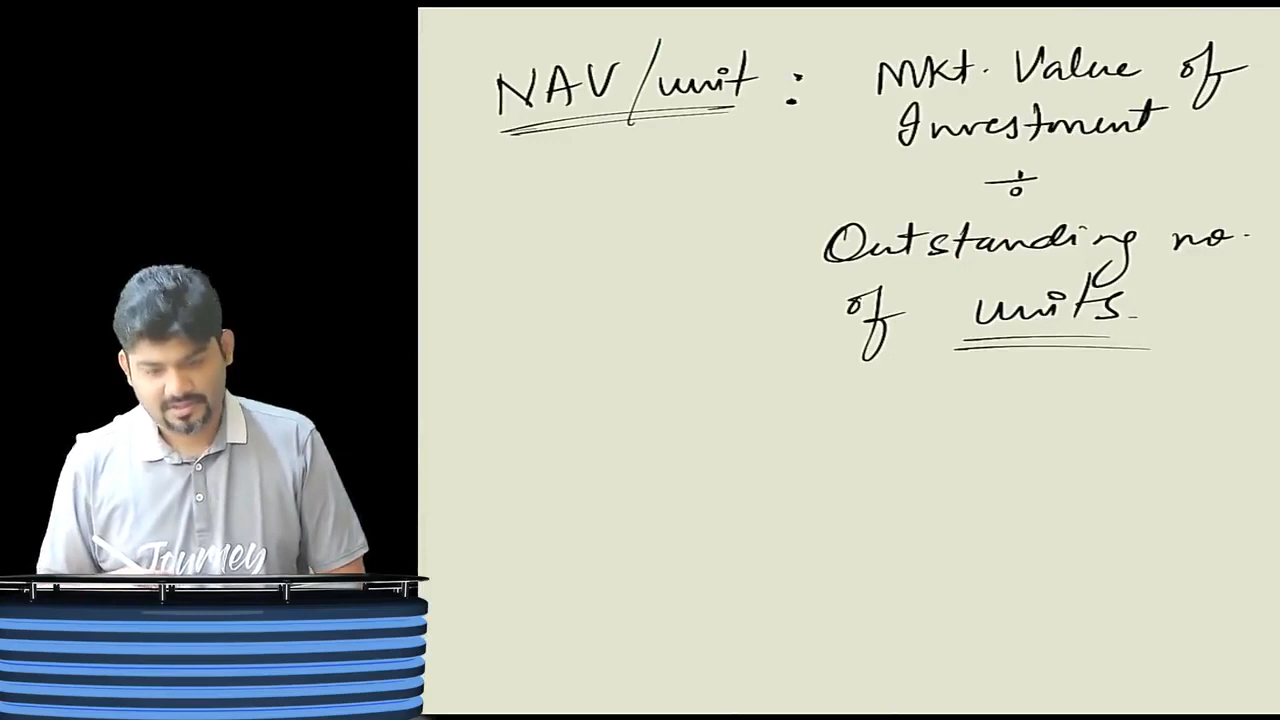 NAV/unit : Mkt. Value of
Investment
÷
Outstanding no.
of units.
Journey